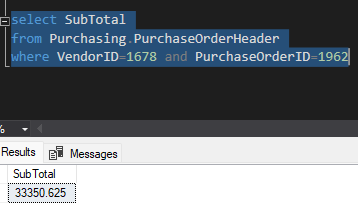 select SubTotal
from Purchasing.PurchaseOrderHeader
where VendorID=1678 and PurchaseOrderID=1962
%
Results Messages
SubTotal
33350.625